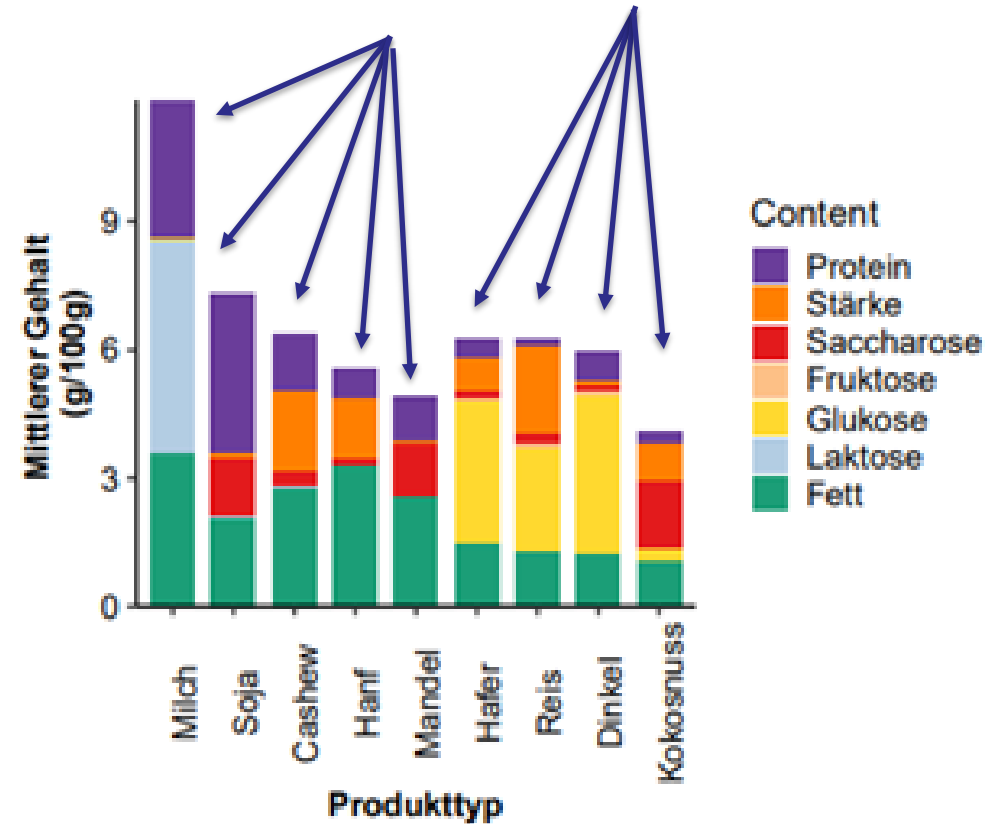 Mittlerer Gehalt
(g/100g)
9
6
3
0
Milch
Soja
Cashew
Hanf
Mandel
Hafer
Reis
Dinkel
Kokosnuss
Produkttyp
Content
Protein
Stärke
Saccharose
Fruktose
Glukose
Laktose
Fett